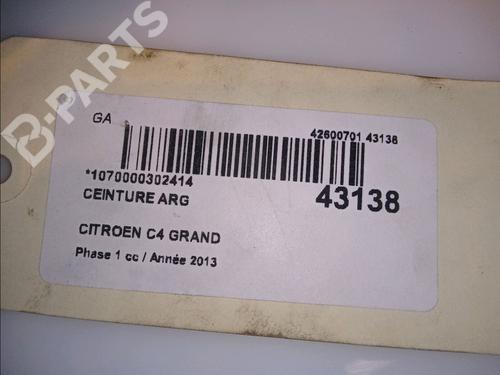 B-PARTS
GA
42600701 43138
*1070000302414
43138
CEINTURE ARG
CITROEN C4 GRAND
Phase 1 cc / Année 2013